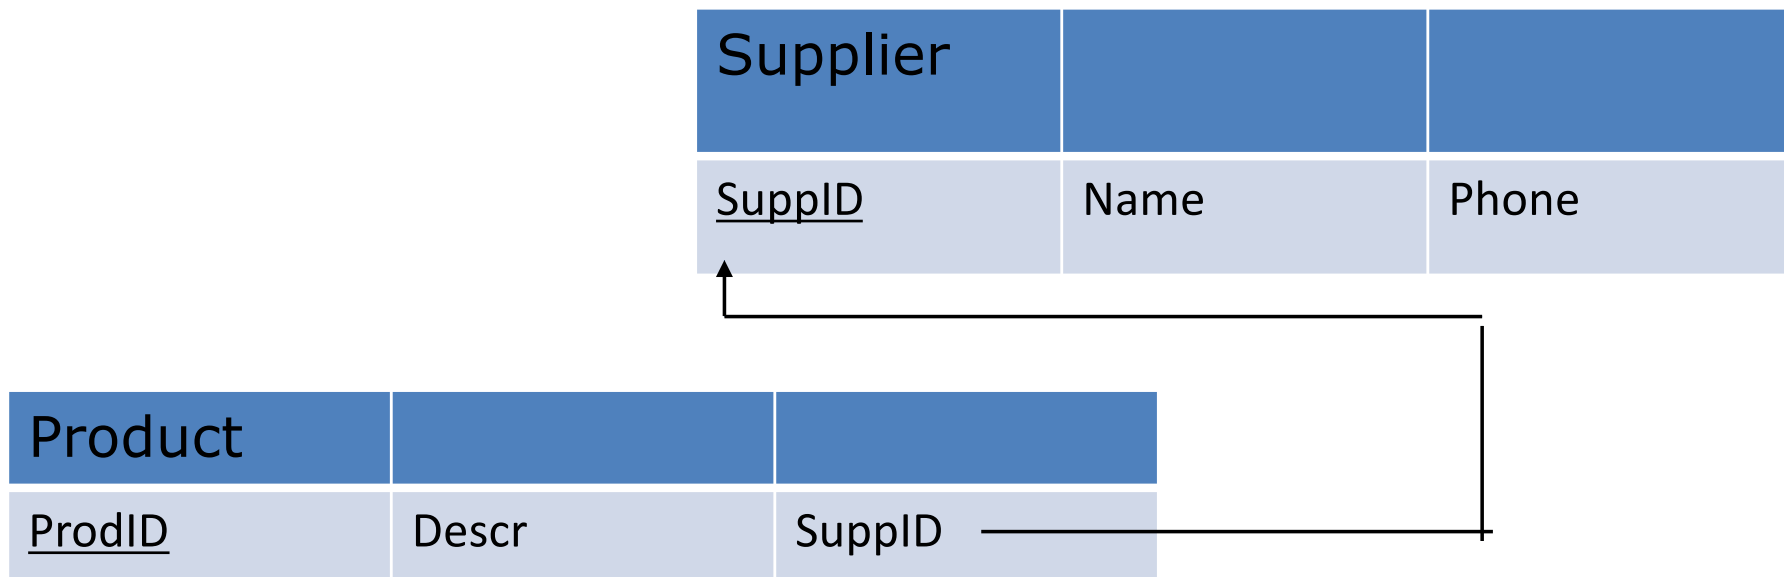 Supplier
SuppID Name Phone
Product
ProdID Descr SuppID